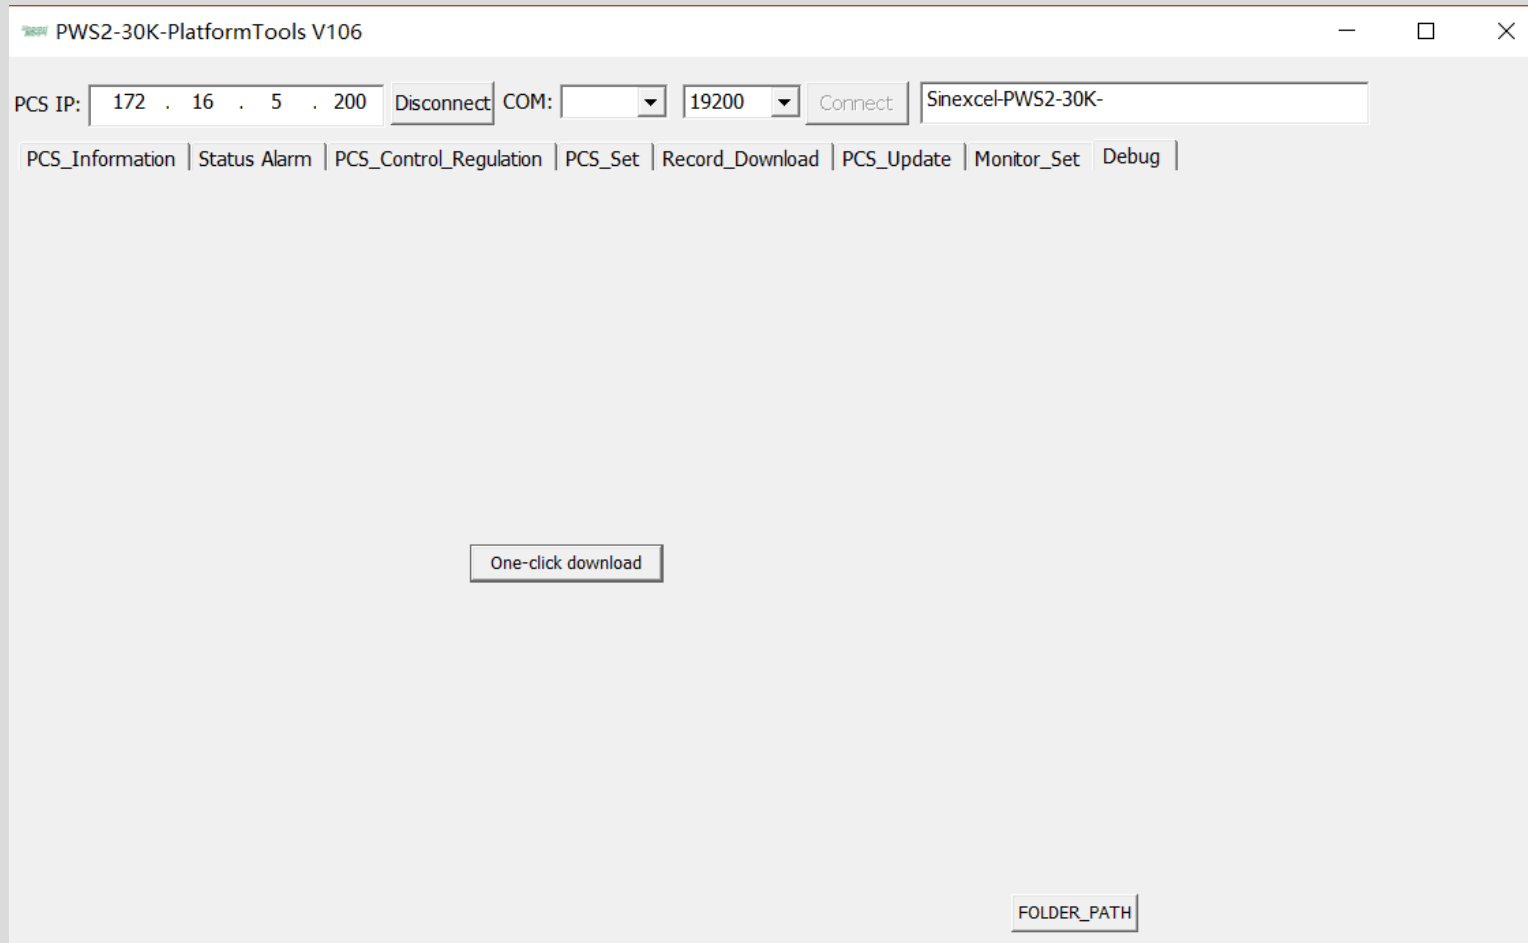 PWS2-30K-PlatformTools V106
PCS IP: 172 . 16 . 5 . 200 Disconnect COM: 19200 Connect Sinexcel-PWS2-30K-
PCS_Information Status Alarm PCS_Control_Regulation PCS_Set Record_Download PCS_Update Monitor_Set Debug
One-click download
FOLDER_PATH